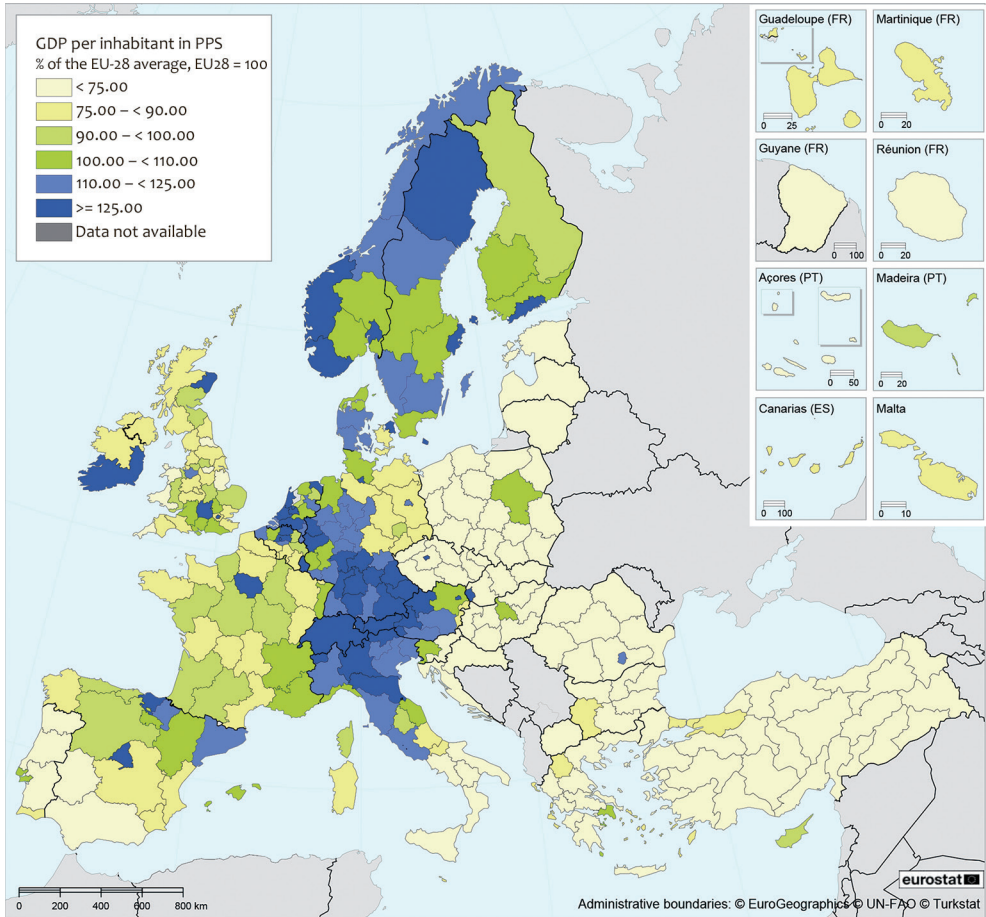 GDP per inhabitant in PPS
% of the EU-28 average, EU28 = 100
< 75.00
75.00 – < 90.00
90.00 – < 100.00
100.00 – < 110.00
110.00 – < 125.00
>= 125.00
Data not available
Guadeloupe (FR)
0 25
Martinique (FR)
0 20
Guyane (FR)
0 100
Réunion (FR)
0 20
Açores (PT)
0 50
Madeira (PT)
0 20
Canarias (ES)
0 100
Malta
0 10
0 200 400 600 800 km
eurostat
Administrative boundaries: © EuroGeographics © UN-FAO © Turkstat